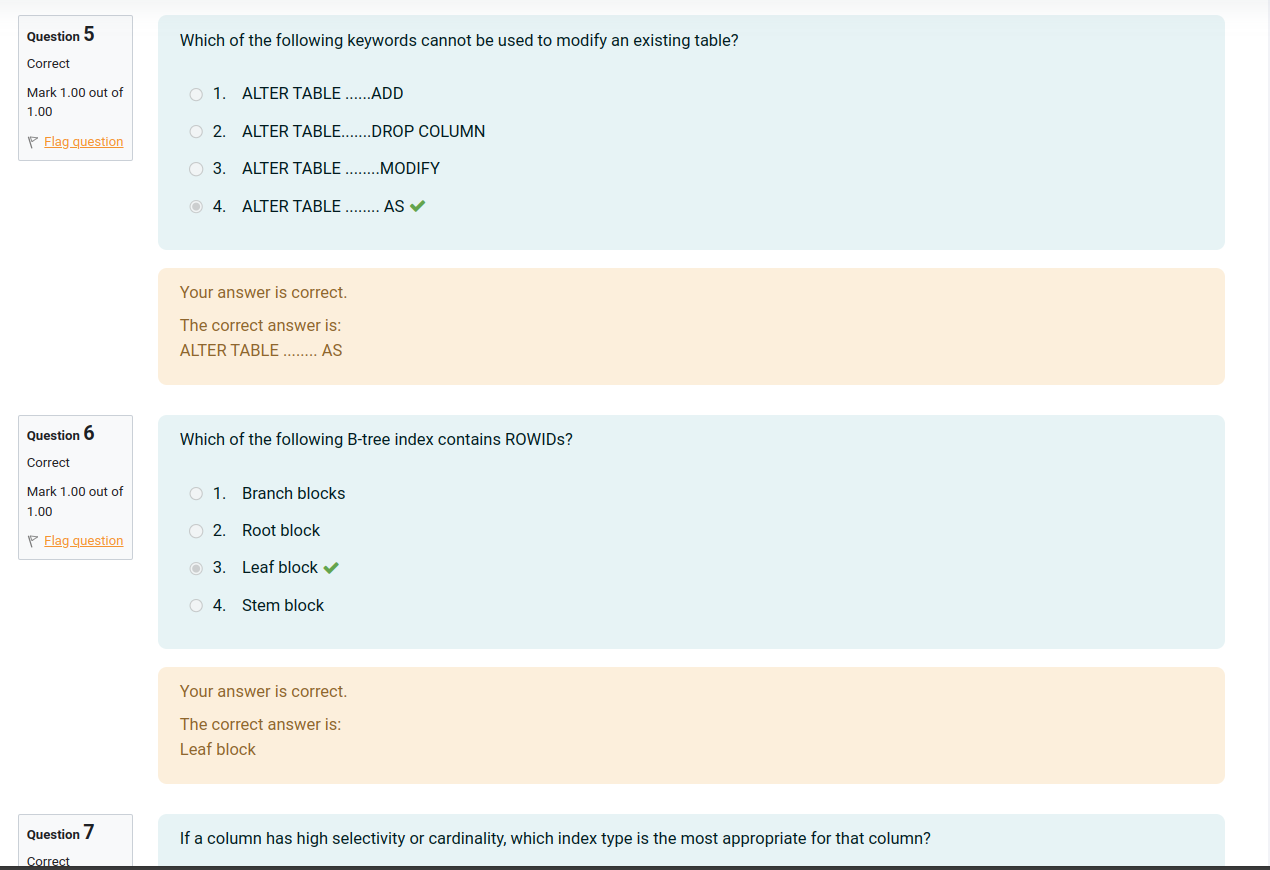 Question 5
Correct
Mark 1.00 out of
1.00
Flag question
Which of the following keywords cannot be used to modify an existing table?
1. ALTER TABLE ......ADD
2. ALTER TABLE.......DROP COLUMN
3. ALTER TABLE ........MODIFY
4. ALTER TABLE ........ AS
Your answer is correct.
The correct answer is:
ALTER TABLE ........ AS
Question 6
Correct
Mark 1.00 out of
1.00
Flag question
Which of the following B-tree index contains ROWIDs?
1. Branch blocks
2. Root block
3. Leaf block
4. Stem block
Your answer is correct.
The correct answer is:
Leaf block
Question 7
Correct
If a column has high selectivity or cardinality, which index type is the most appropriate for that column?